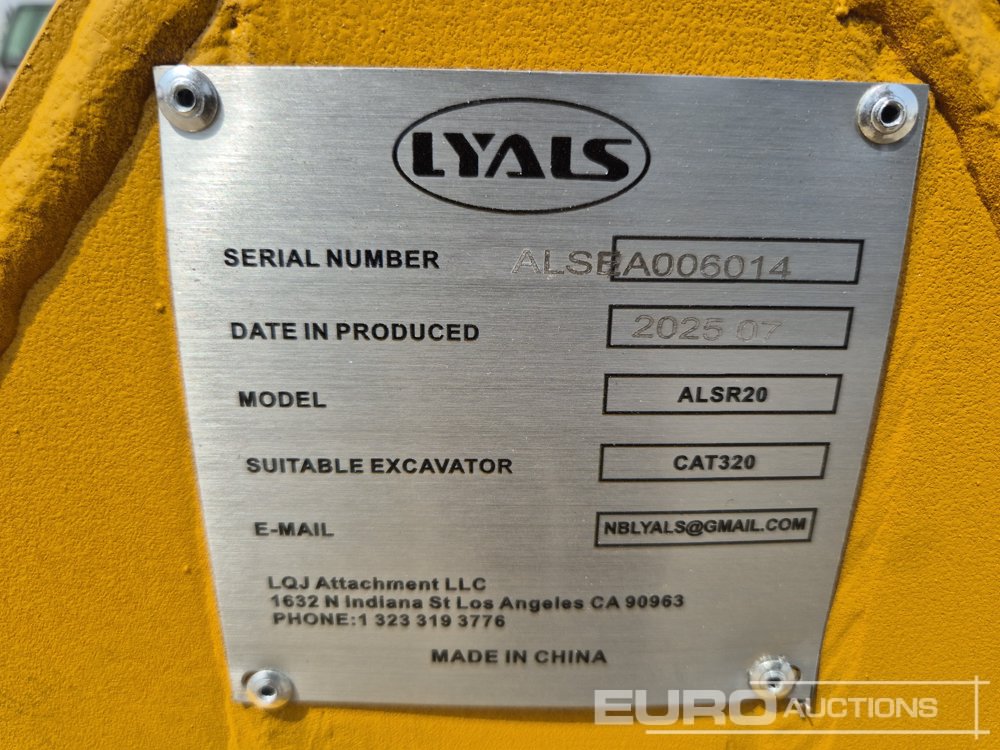 LYALS
SERIAL NUMBER ALSEA006014
DATE IN PRODUCED 2025 07
MODEL ALSR20
SUITABLE EXCAVATOR CAT320
E-MAIL NBLYALS@GMAIL.COM
LQJ Attachment LLC
1632 N Indiana St Los Angeles CA 90963
PHONE:1 323 319 3776
MADE IN CHINA
EURO AUCTIONS